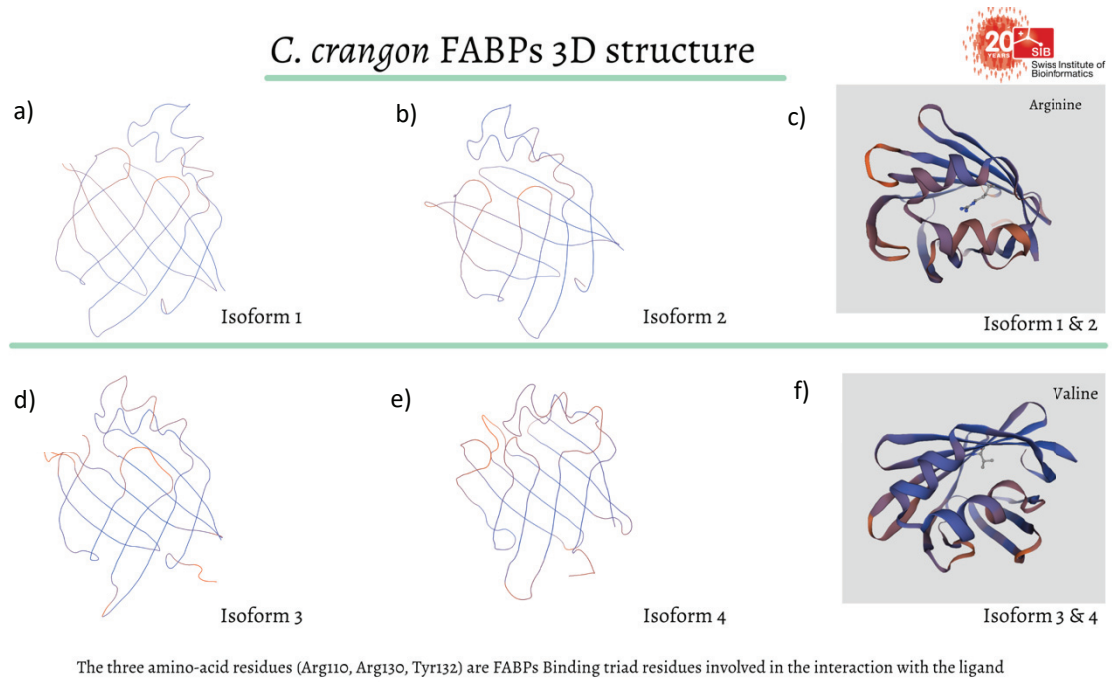 C. crangon FABPs 3D structure
20
YEARS
SIB
Swiss Institute of
Bioinformatics
a)
b)
c)
Arginine
Isoform 1
Isoform 2
Isoform 1 & 2
d)
e)
f)
Valine
Isoform 3
Isoform 4
Isoform 3 & 4
The three amino-acid residues (Arg110, Arg130, Tyr132) are FABPs Binding triad residues involved in the interaction with the ligand